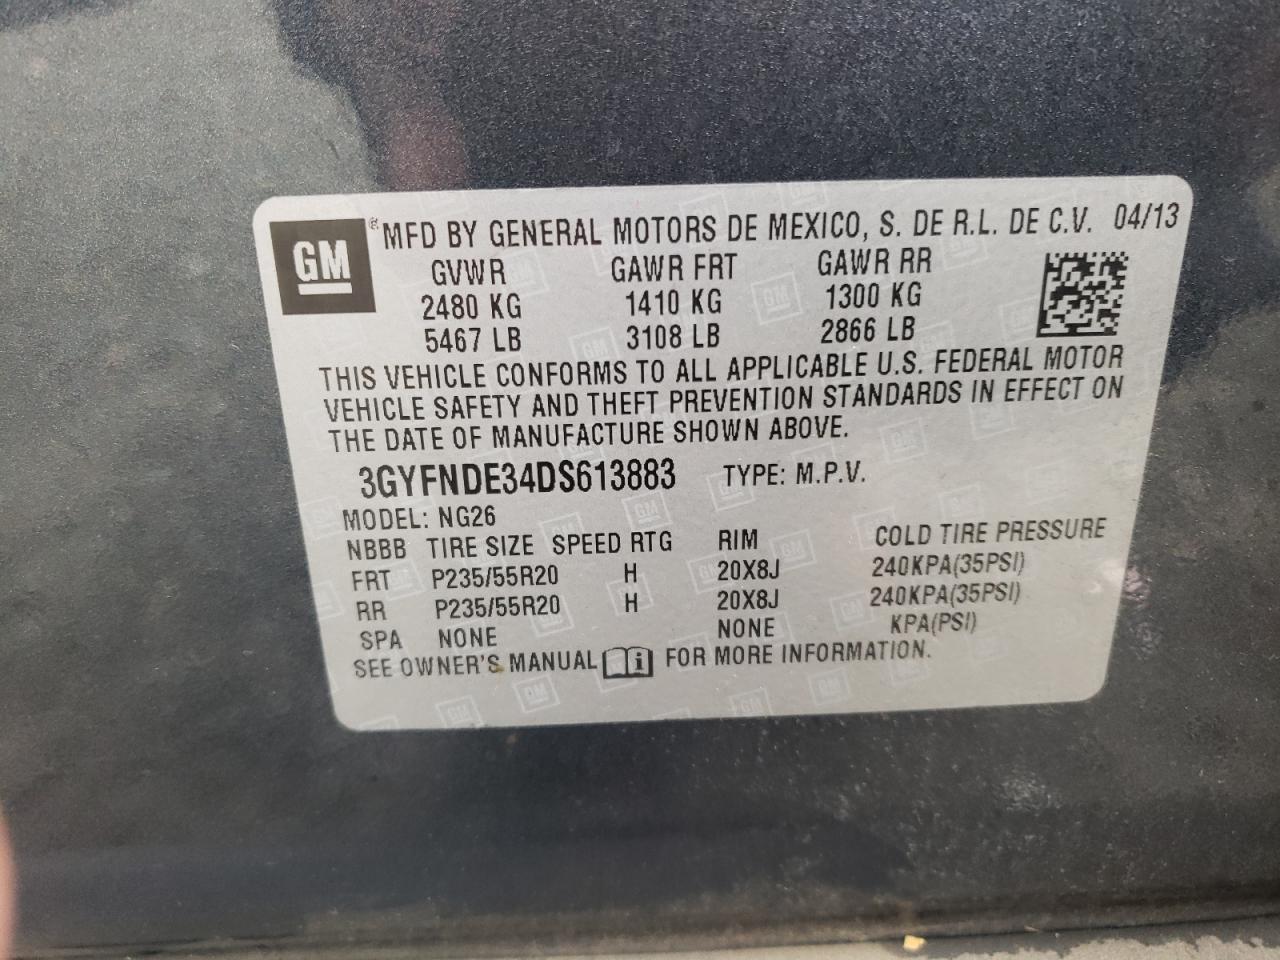 GM ® MFD BY GENERAL MOTORS DE MEXICO, S. DE R.L. DE C.V. 04/13
GVWR GAWR FRT GAWR RR
2480 KG 1410 KG 1300 KG
5467 LB 3108 LB 2866 LB
THIS VEHICLE CONFORMS TO ALL APPLICABLE U.S. FEDERAL MOTOR
VEHICLE SAFETY AND THEFT PREVENTION STANDARDS IN EFFECT ON
THE DATE OF MANUFACTURE SHOWN ABOVE.
3GYFNDE34DS613883 TYPE: M.P.V.
MODEL: NG26
NBBB TIRE SIZE SPEED RTG RIM COLD TIRE PRESSURE
FRT P235/55R20 H 20X8J 240KPA(35PSI)
RR P235/55R20 H 20X8J 240KPA(35PSI)
SPA NONE NONE KPA(PSI)
SEE OWNER'S MANUAL i FOR MORE INFORMATION.